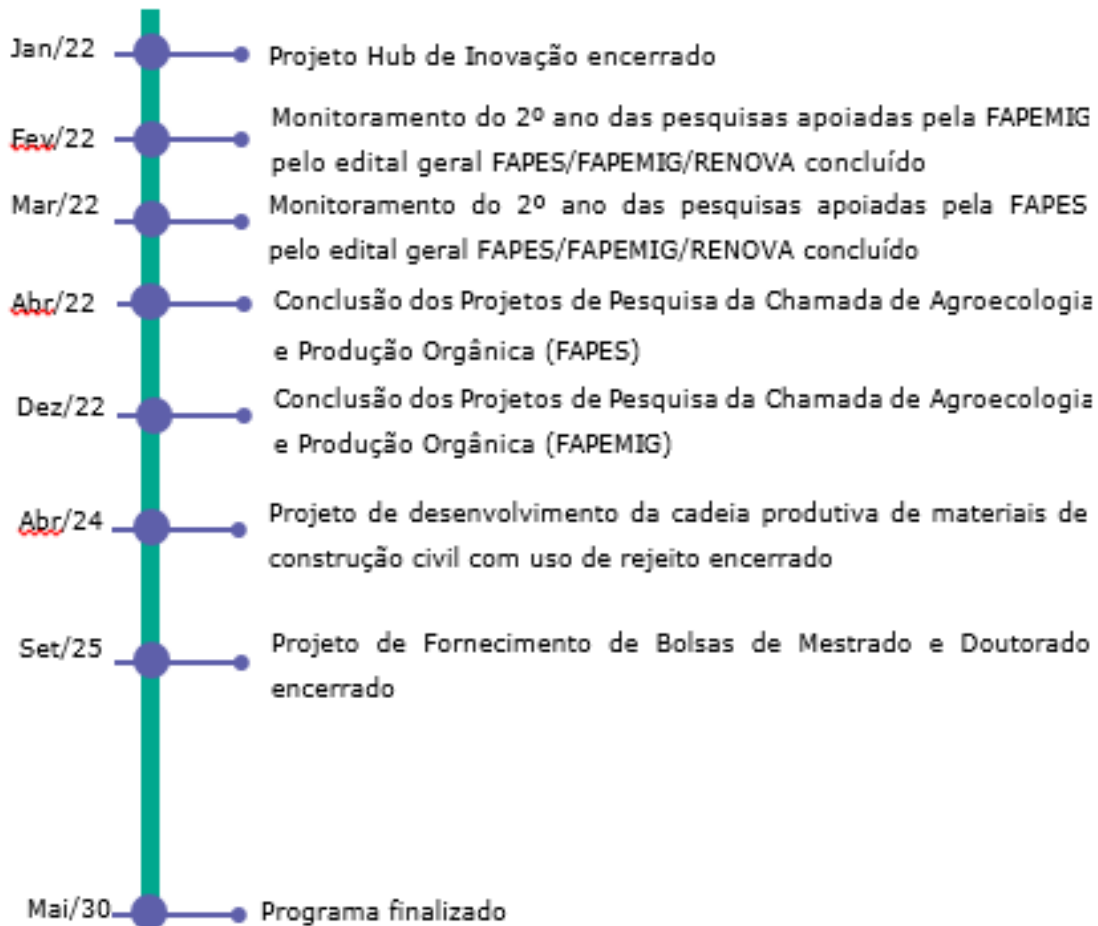 Jan/22
Projeto Hub de Inovação encerrado
Fev/22
Monitoramento do 2º ano das pesquisas apoiadas pela FAPEMIG
pelo edital geral FAPES/FAPEMIG/RENOVA concluído
Mar/22
Monitoramento do 2º ano das pesquisas apoiadas pela FAPES
pelo edital geral FAPES/FAPEMIG/RENOVA concluído
Abr/22
Conclusão dos Projetos de Pesquisa da Chamada de Agroecologia
e Produção Orgânica (FAPES)
Dez/22
Conclusão dos Projetos de Pesquisa da Chamada de Agroecologia
e Produção Orgânica (FAPEMIG)
Abr/24
Projeto de desenvolvimento da cadeia produtiva de materiais de
construção civil com uso de rejeito encerrado
Set/25
Projeto de Fornecimento de Bolsas de Mestrado e Doutorado
encerrado
Mai/30
Programa finalizado